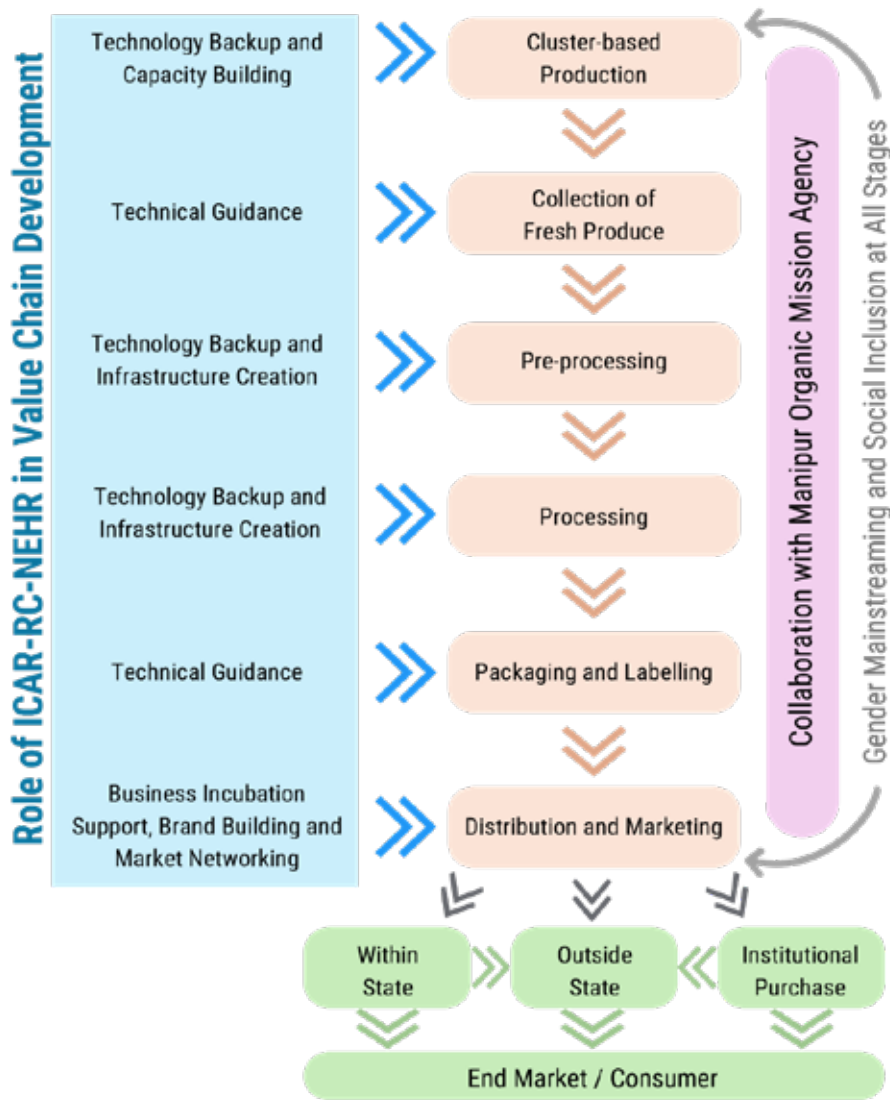 Role of ICAR-RC-NEHR in Value Chain Development
Technology Backup and
Capacity Building
Cluster-based
Production
Technical Guidance
Collection of
Fresh Produce
Technology Backup and
Infrastructure Creation
Pre-processing
Technology Backup and
Infrastructure Creation
Processing
Technical Guidance
Packaging and Labelling
Business Incubation
Support, Brand Building and
Market Networking
Distribution and Marketing
Collaboration with Manipur Organic Mission Agency
Gender Mainstreaming and Social Inclusion at All Stages
Within
State
Outside
State
Institutional
Purchase
End Market / Consumer